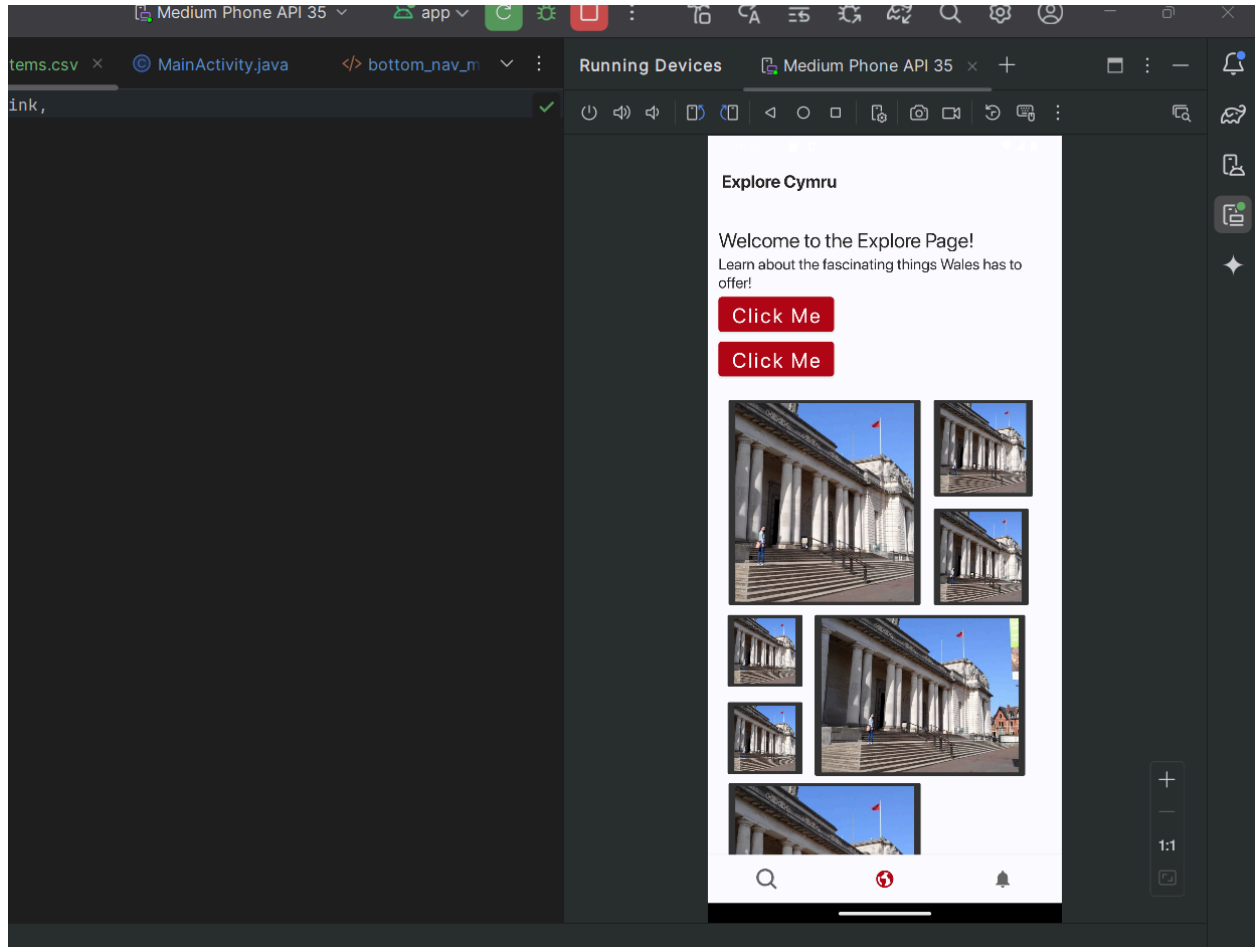 Medium Phone API 35
app
tems.csv
MainActivity.java
bottom_nav_m
Running Devices
Medium Phone API 35
ink,
Explore Cymru
Welcome to the Explore Page!
Learn about the fascinating things Wales has to
offer!
Click Me
Click Me
1:1